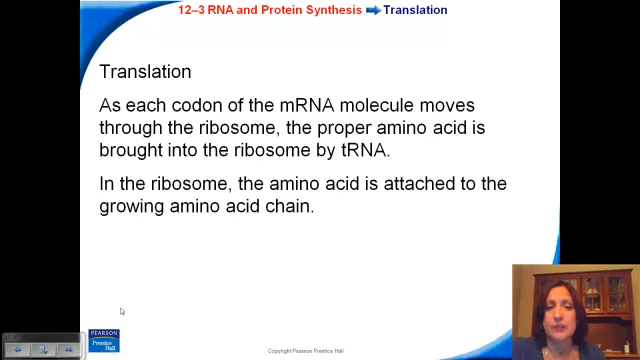 12–3 RNA and Protein Synthesis Translation
Translation
As each codon of the mRNA molecule moves
through the ribosome, the proper amino acid is
brought into the ribosome by tRNA.
In the ribosome, the amino acid is attached to the
growing amino acid chain.
PEARSON
Prentice
Hall
Copyright Pearson Prentice Hall